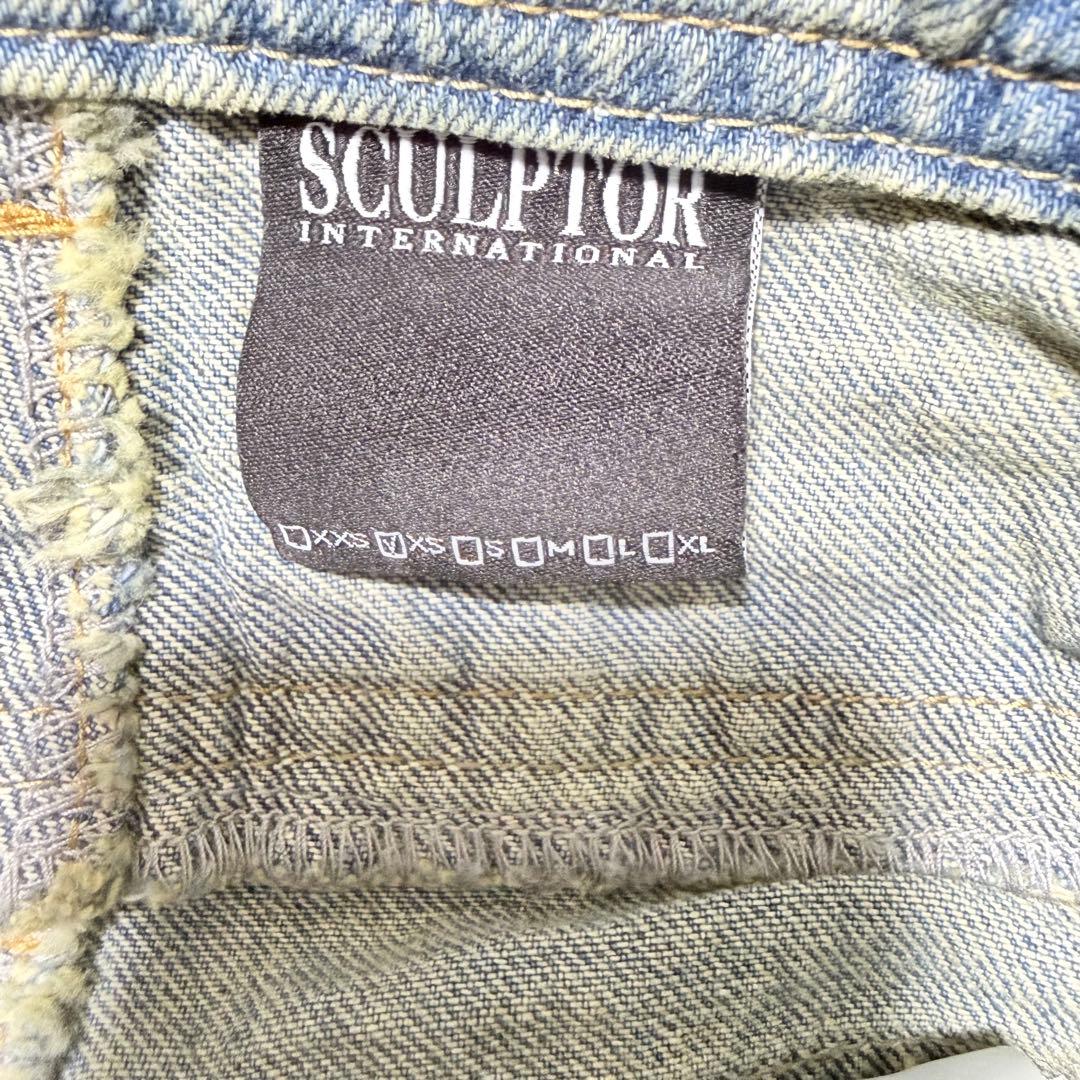 SCULPTOR
INTERNATIONAL
☐XXS ☑XS ☐S ☐M ☐L ☐XL